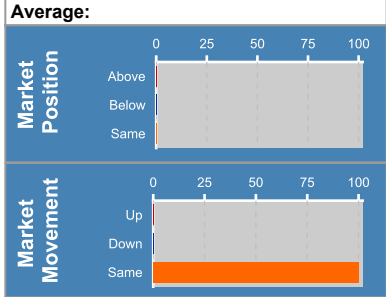 Average:
Market
Position
0 25 50 75 100
Above
Below
Same
Market
Movement
0 25 50 75 100
Up
Down
Same